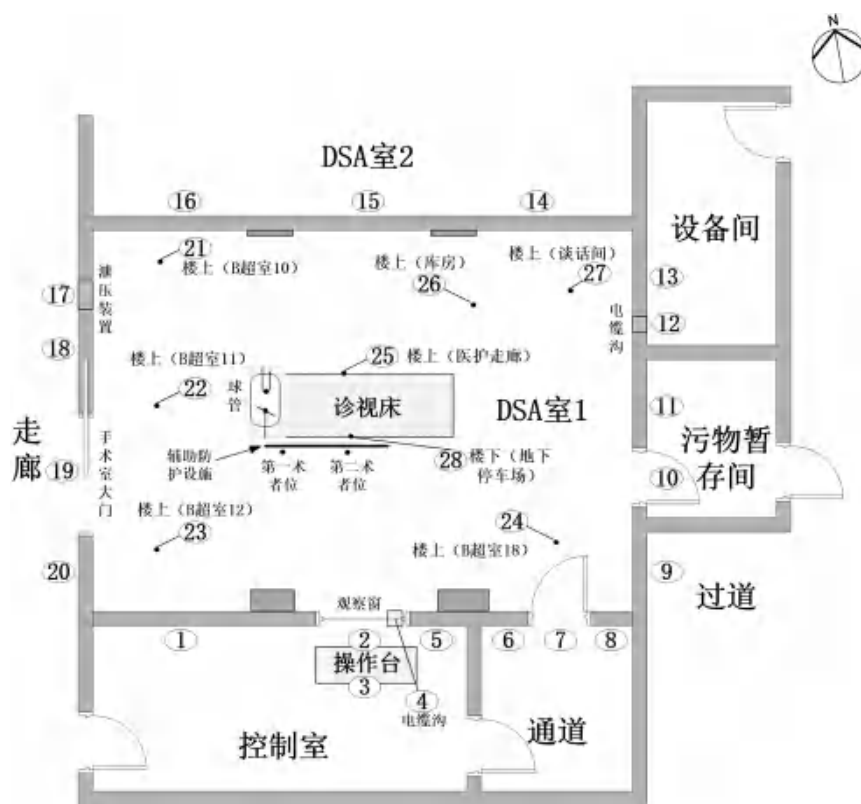 N
DSA室2
16
15
14
设备间
21
楼上（B超室10）
楼上（库房）
26
楼上（谈话间）
27
13
17
泄压装置
电缆沟
12
18
楼上（B超室11）
22
25
楼上（医护走廊）
球管
诊视床
DSA室1
11
污物暂
存间
走廊
19
手术室大门
辅助防
护设施
第一术
者位
第二术
者位
28
楼下（地下
停车场）
10
楼上（B超室12）
23
24
楼上（B超室18）
20
9
过道
观察窗
1
2
5
6
7
8
操作台
3
4
电缆沟
控制室
通道